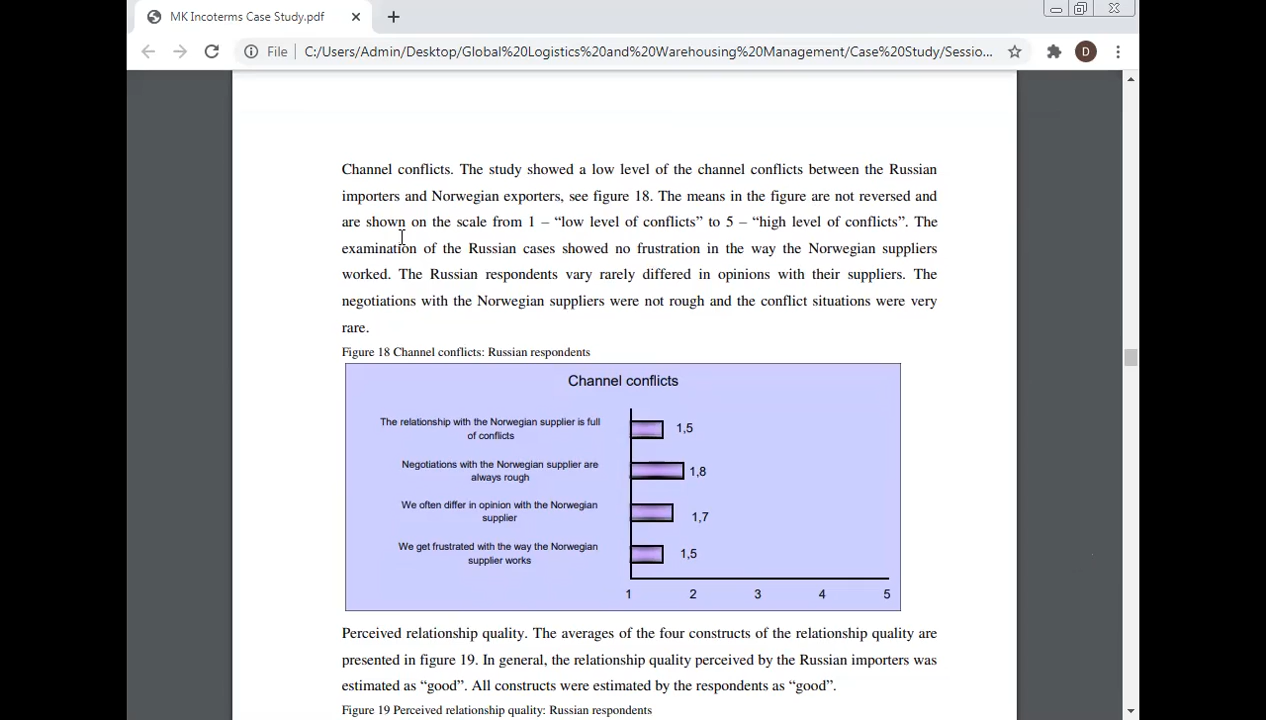 MK Incoterms Case Study.pdf
File
C:/Users/Admin/Desktop/Global%20Logistics%20and%20Warehousing%20Management/Case%20Study/Sessio...
D
Channel conflicts. The study showed a low level of the channel conflicts between the Russian
importers and Norwegian exporters, see figure 18. The means in the figure are not reversed and
are shown on the scale from 1 – “low level of conflicts” to 5 – “high level of conflicts”. The
examination of the Russian cases showed no frustration in the way the Norwegian suppliers
worked. The Russian respondents vary rarely differed in opinions with their suppliers. The
negotiations with the Norwegian suppliers were not rough and the conflict situations were very
rare.
Figure 18 Channel conflicts: Russian respondents
Channel conflicts
The relationship with the Norwegian supplier is full
of conflicts
1,5
Negotiations with the Norwegian supplier are
always rough
1,8
We often differ in opinion with the Norwegian
supplier
1,7
We get frustrated with the way the Norwegian
supplier works
1,5
1 2 3 4 5
Perceived relationship quality. The averages of the four constructs of the relationship quality are
presented in figure 19. In general, the relationship quality perceived by the Russian importers was
estimated as “good”. All constructs were estimated by the respondents as “good”.
Figure 19 Perceived relationship quality: Russian respondents